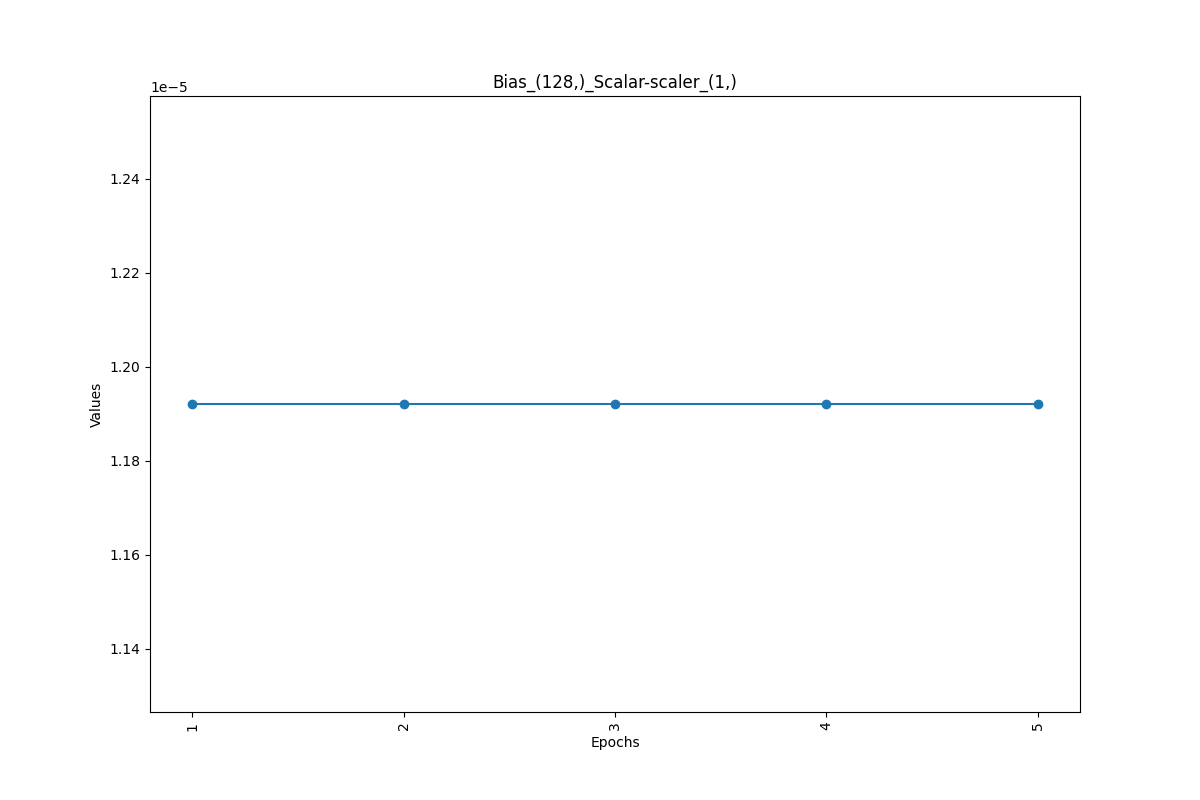 Bias_(128,)_Scalar-scaler_(1,)
1e−5
1.24
1.22
1.20
1.18
1.16
1.14
Values
1 2 3 4 5
Epochs